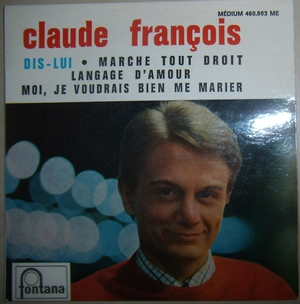 MÉDIUM 460.863 ME
claude françois
DIS-LUI • MARCHE TOUT DROIT
LANGAGE D'AMOUR
MOI, JE VOUDRAIS BIEN ME MARIER
fontana